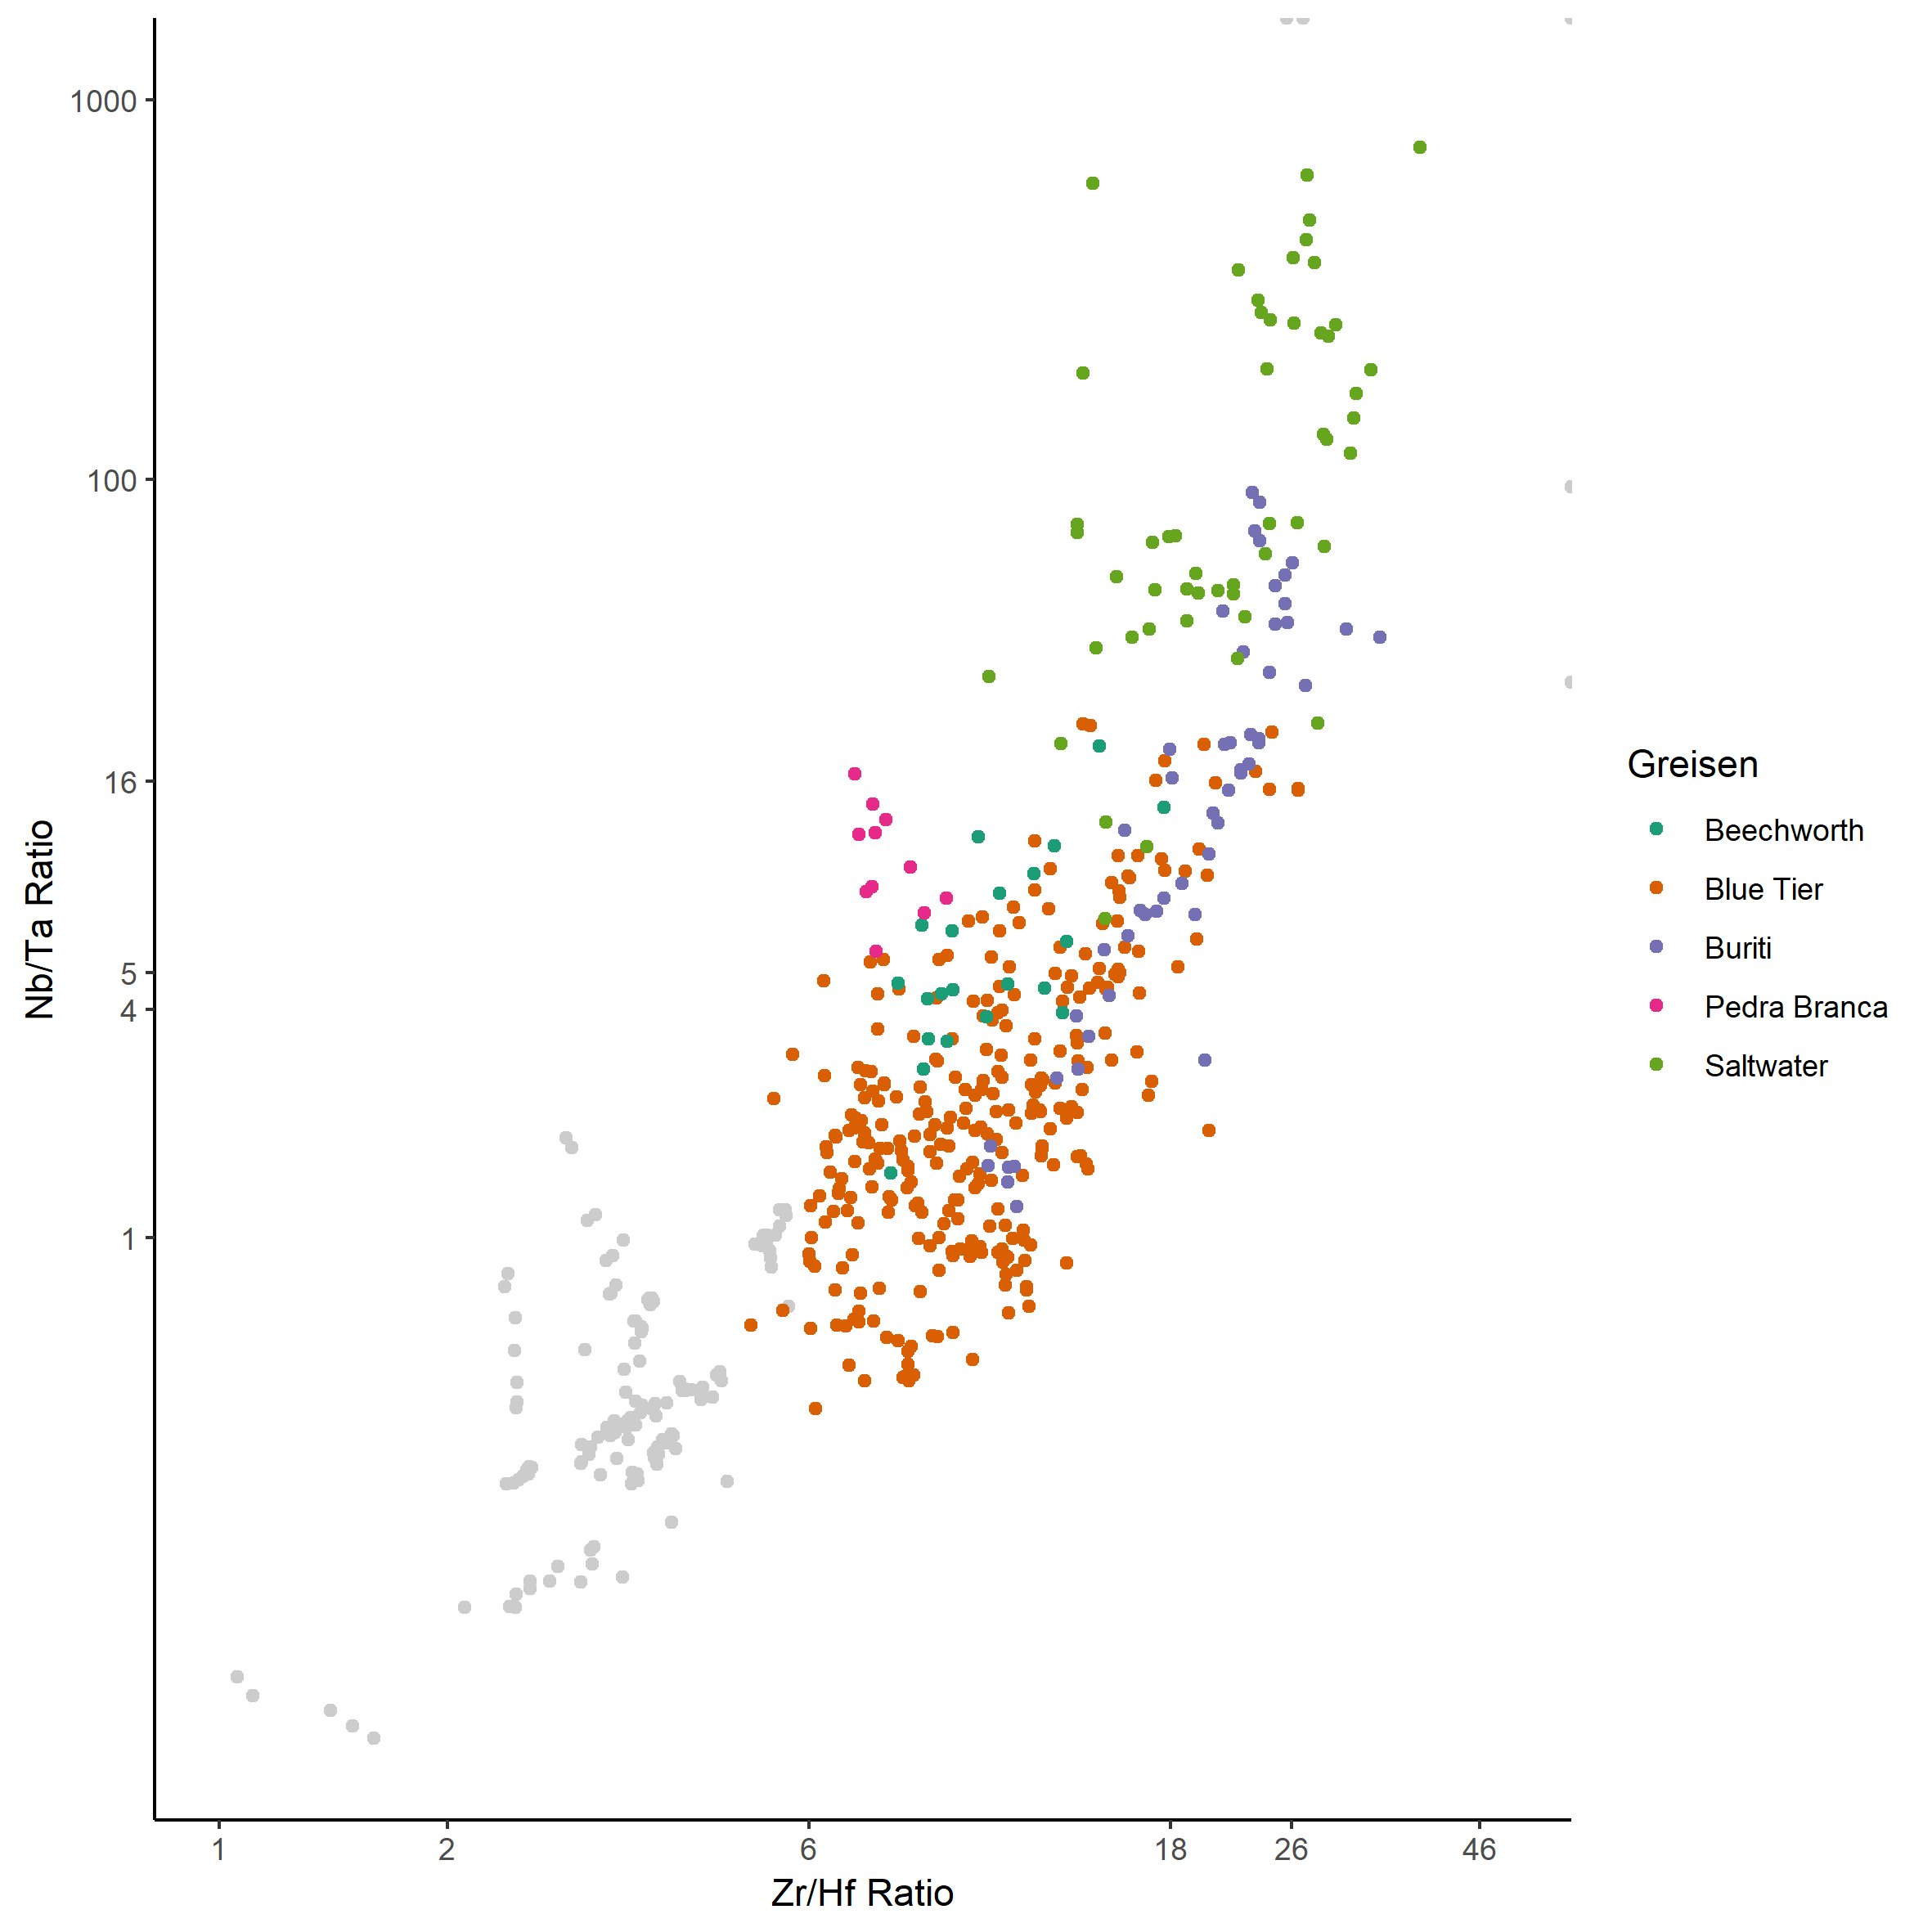 1000
100
16
5
4
1
Nb/Ta Ratio
1
2
6
18
26
46
Zr/Hf Ratio
Greisen
Beechworth
Blue Tier
Buriti
Pedra Branca
Saltwater